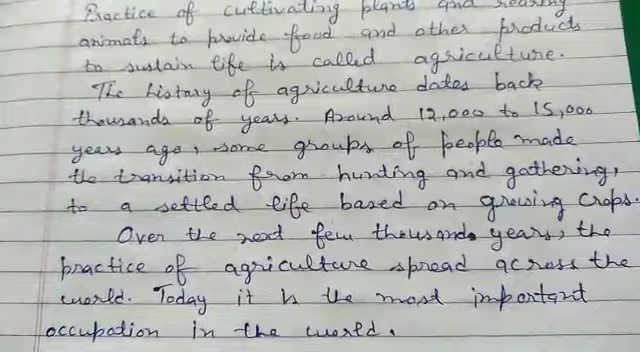 Practice of cultivating plants and rearing
animals to provide food and other products
to sustain life is called agriculture.
The history of agriculture dates back
thousands of years. Around 12,000 to 15,000
years ago, some groups of people made
the transition from hunting and gathering,
to a settled life based on growing crops.
Over the next few thousands years, the
practice of agriculture spread across the
world. Today it is the most important
occupation in the world.